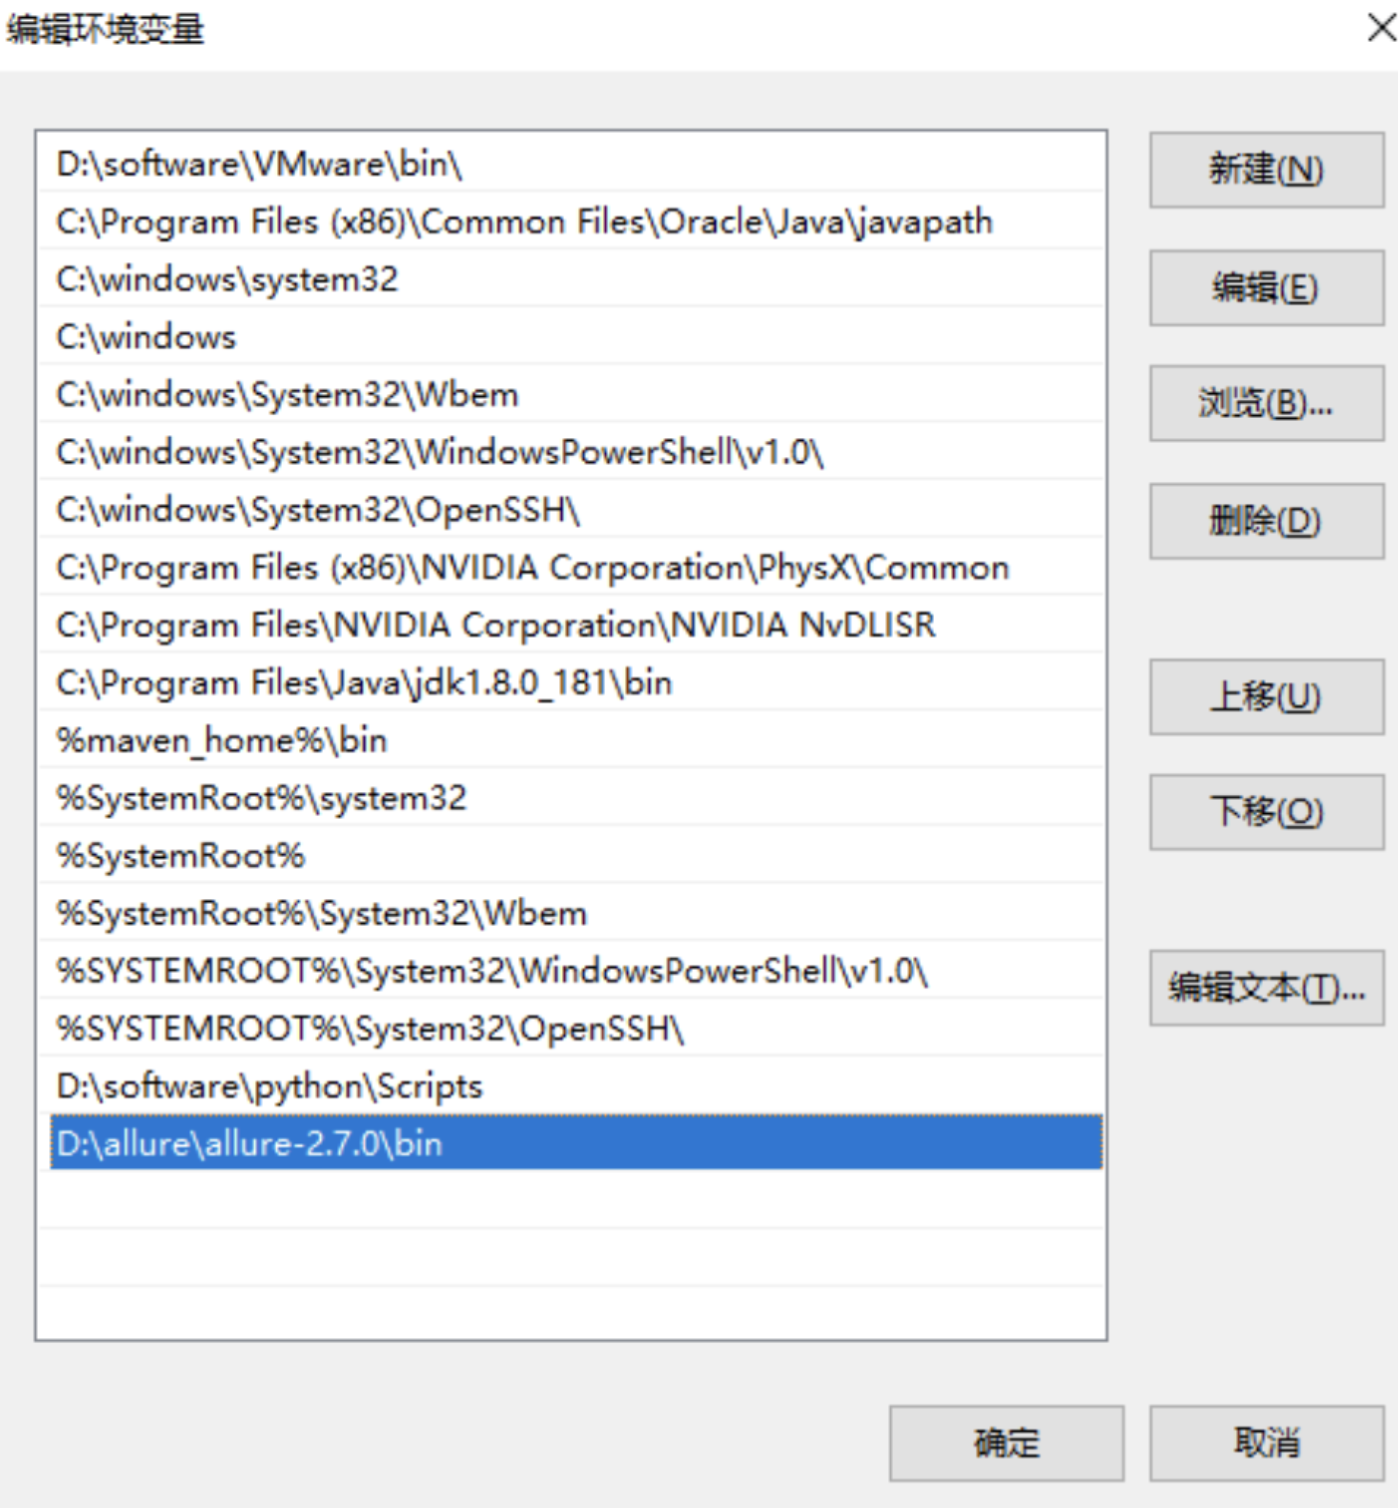 编辑环境变量
D:\software\VMware\bin\
C:\Program Files (x86)\Common Files\Oracle\Java\javapath
C:\windows\system32
C:\windows
C:\windows\System32\Wbem
C:\windows\System32\WindowsPowerShell\v1.0\
C:\windows\System32\OpenSSH\
C:\Program Files (x86)\NVIDIA Corporation\PhysX\Common
C:\Program Files\NVIDIA Corporation\NVIDIA NvDLISR
C:\Program Files\Java\jdk1.8.0_181\bin
%maven_home%\bin
%SystemRoot%\system32
%SystemRoot%
%SystemRoot%\System32\Wbem
%SYSTEMROOT%\System32\WindowsPowerShell\v1.0\
%SYSTEMROOT%\System32\OpenSSH\
D:\software\python\Scripts
D:\allure\allure-2.7.0\bin
新建(N)
编辑(E)
浏览(B)...
删除(D)
上移(U)
下移(O)
编辑文本(T)...
确定
取消